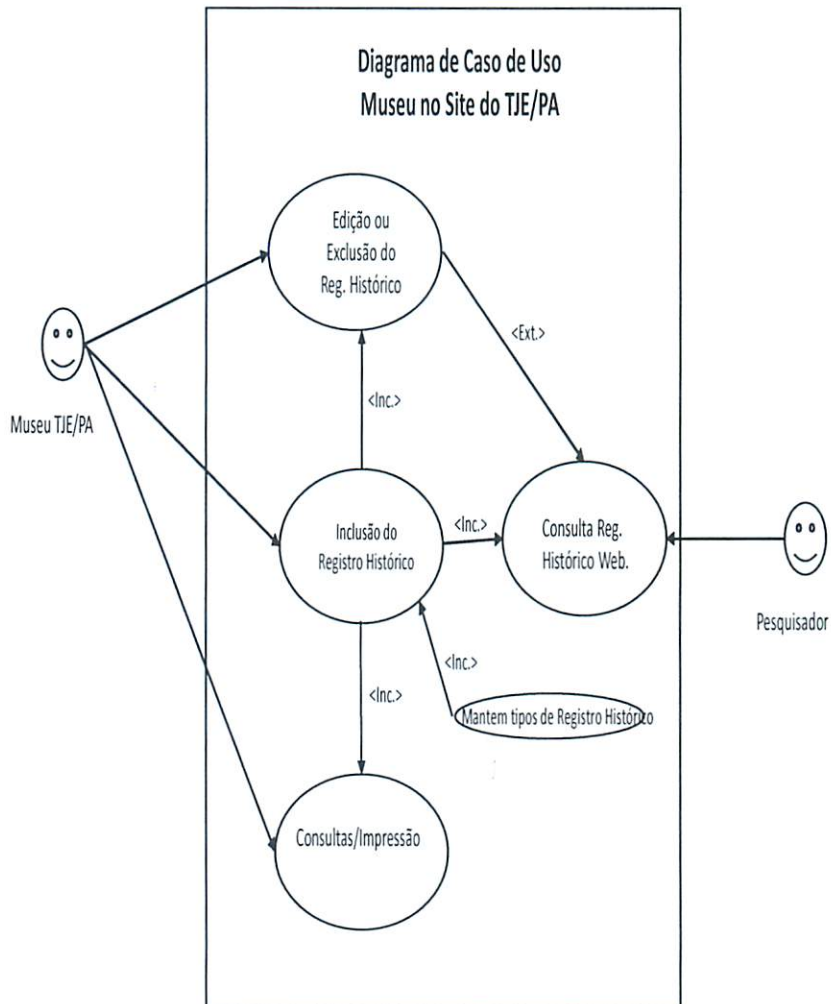 Diagrama de Caso de Uso
Museu no Site do TJE/PA
Edição ou
Exclusão do
Reg. Histórico
<Ext.>
Museu TJE/PA
<Inc.>
Inclusão do
Registro Histórico
<Inc.>
Consulta Reg.
Histórico Web.
Pesquisador
<Inc.>
<Inc.>
Mantem tipos de Registro Histórico
Consultas/Impressão